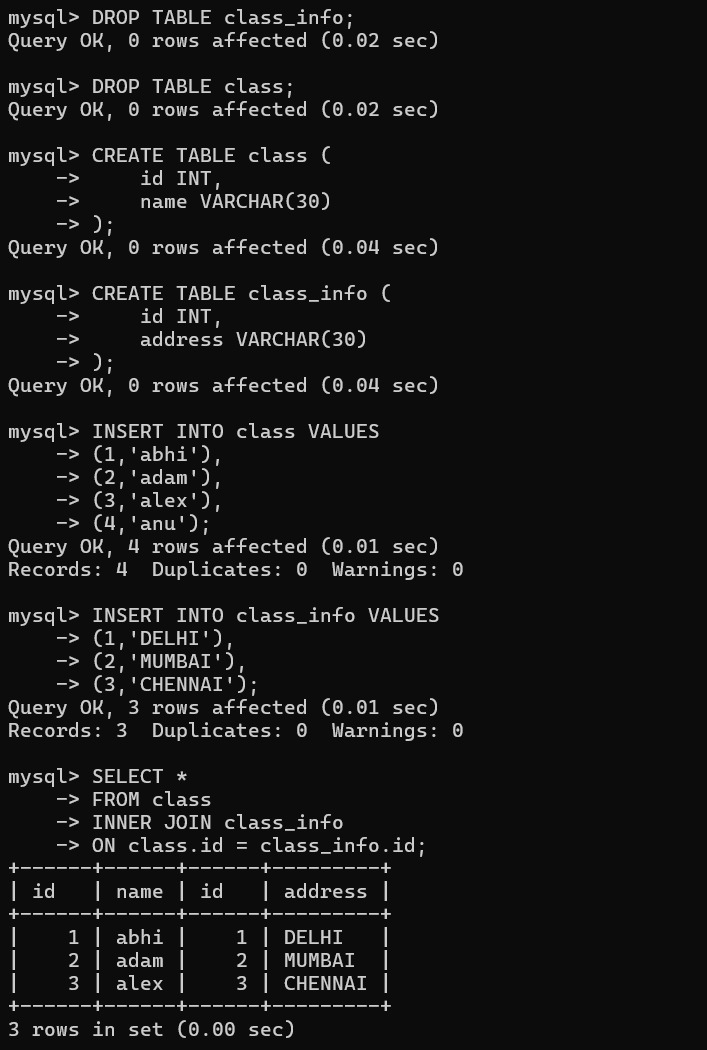 mysql> DROP TABLE class_info;
Query OK, 0 rows affected (0.02 sec)

mysql> DROP TABLE class;
Query OK, 0 rows affected (0.02 sec)

mysql> CREATE TABLE class (
    ->     id INT,
    ->     name VARCHAR(30)
    -> );
Query OK, 0 rows affected (0.04 sec)

mysql> CREATE TABLE class_info (
    ->     id INT,
    ->     address VARCHAR(30)
    -> );
Query OK, 0 rows affected (0.04 sec)

mysql> INSERT INTO class VALUES
    -> (1,'abhi'),
    -> (2,'adam'),
    -> (3,'alex'),
    -> (4,'anu');
Query OK, 4 rows affected (0.01 sec)
Records: 4  Duplicates: 0  Warnings: 0

mysql> INSERT INTO class_info VALUES
    -> (1,'DELHI'),
    -> (2,'MUMBAI'),
    -> (3,'CHENNAI');
Query OK, 3 rows affected (0.01 sec)
Records: 3  Duplicates: 0  Warnings: 0

mysql> SELECT *
    -> FROM class
    -> INNER JOIN class_info
    -> ON class.id = class_info.id;
+------+------+------+---------+
| id   | name | id   | address |
+------+------+------+---------+
|    1 | abhi |    1 | DELHI   |
|    2 | adam |    2 | MUMBAI  |
|    3 | alex |    3 | CHENNAI |
+------+------+------+---------+
3 rows in set (0.00 sec)